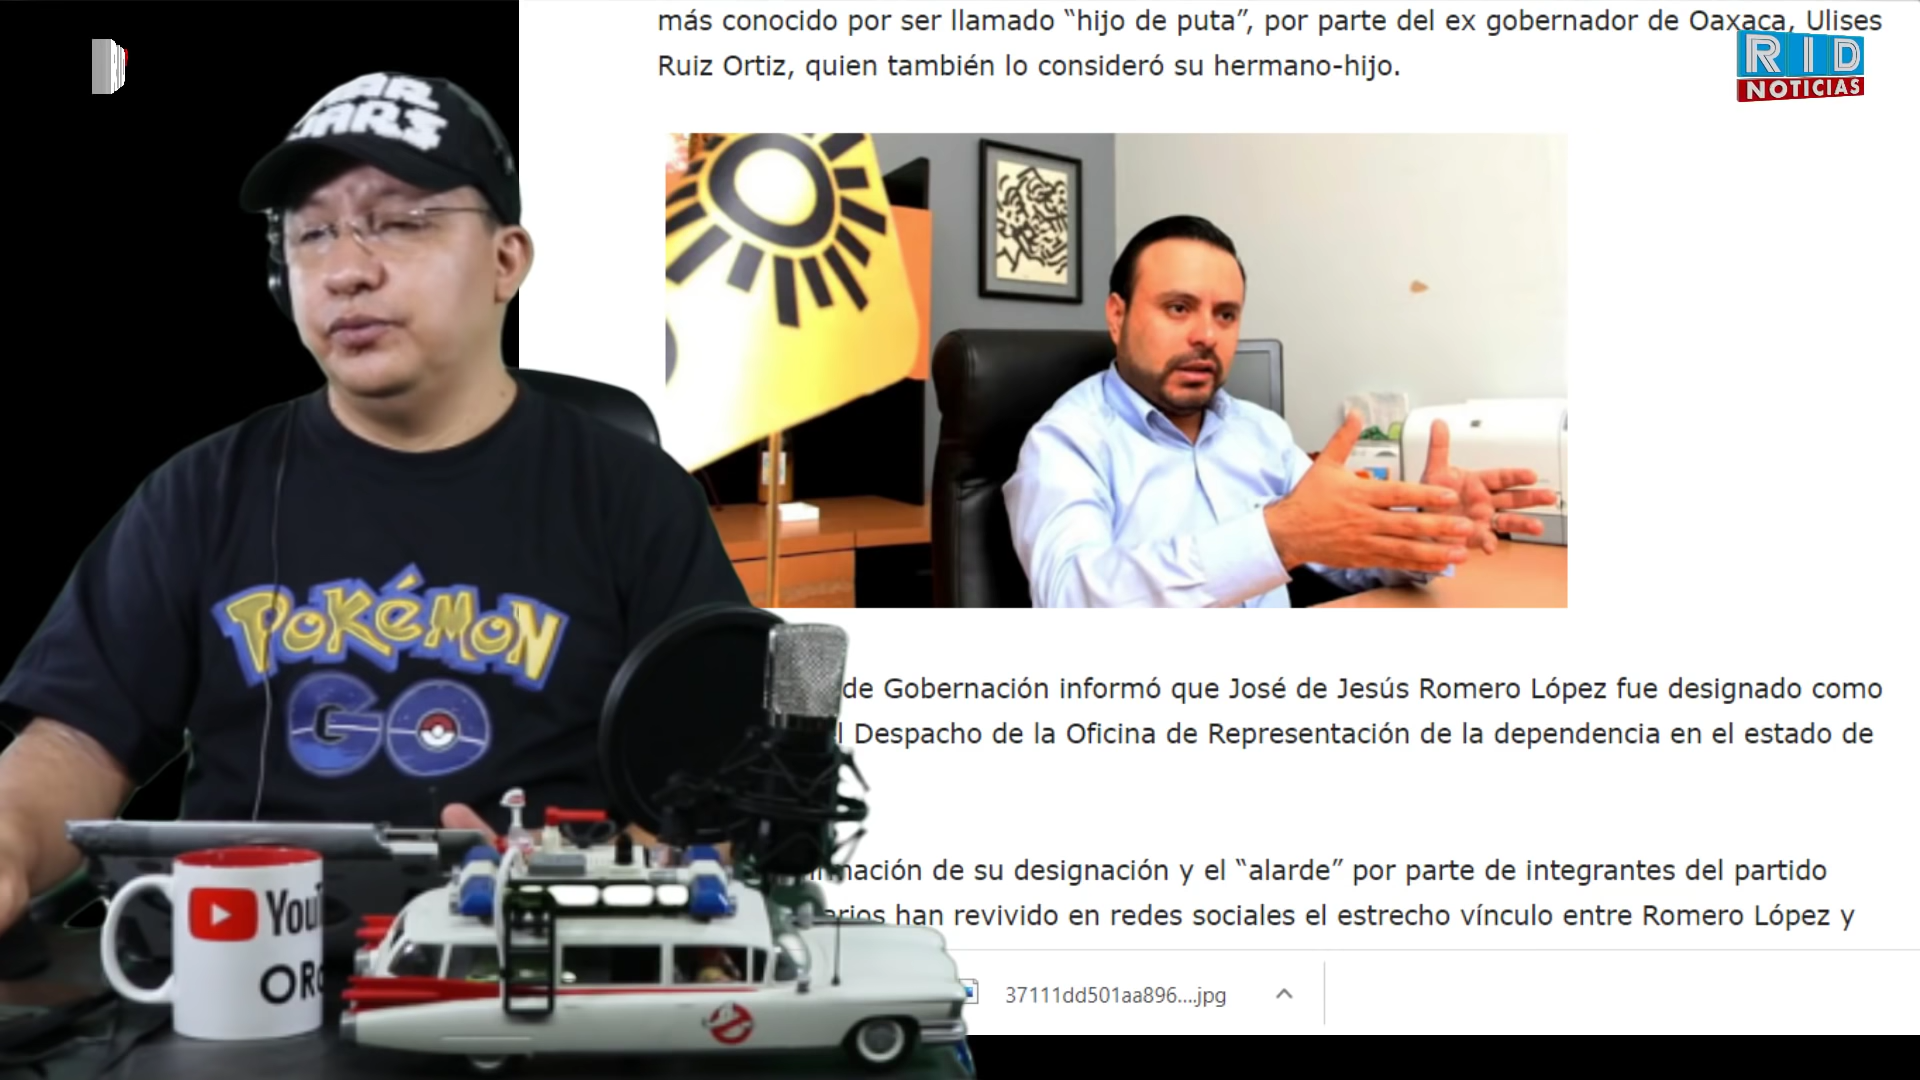 más conocido por ser llamado “hijo de puta”, por parte del ex gobernador de Oaxaca, Ulises
Ruiz Ortiz, quien también lo consideró su hermano-hijo.
RID
NOTICIAS
WARS
POKéMON
GO
de Gobernación informó que José de Jesús Romero López fue designado como
Despacho de la Oficina de Representación de la dependencia en el estado de
de su designación y el “alarde” por parte de integrantes del partido
han revivido en redes sociales el estrecho vínculo entre Romero López y
37111dd501aa896....jpg